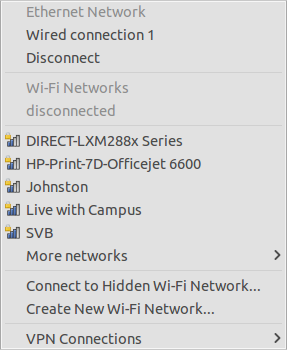 Ethernet Network
Wired connection 1
Disconnect
Wi-Fi Networks
disconnected
DIRECT-LXM288x Series
HP-Print-7D-Officejet 6600
Johnston
Live with Campus
SVB
More networks
Connect to Hidden Wi-Fi Network...
Create New Wi-Fi Network...
VPN Connections